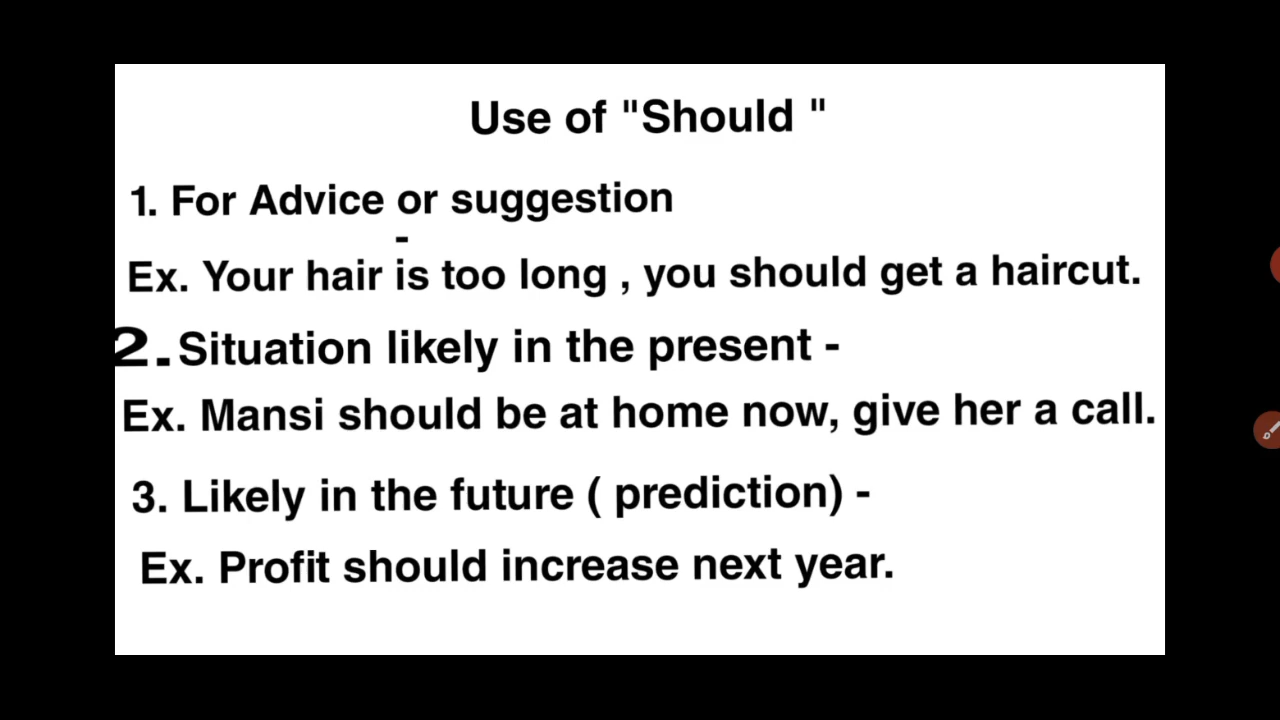 Use of "Should "
1. For Advice or suggestion
-
Ex. Your hair is too long , you should get a haircut.
2. Situation likely in the present -
Ex. Mansi should be at home now, give her a call.
3. Likely in the future ( prediction) -
Ex. Profit should increase next year.